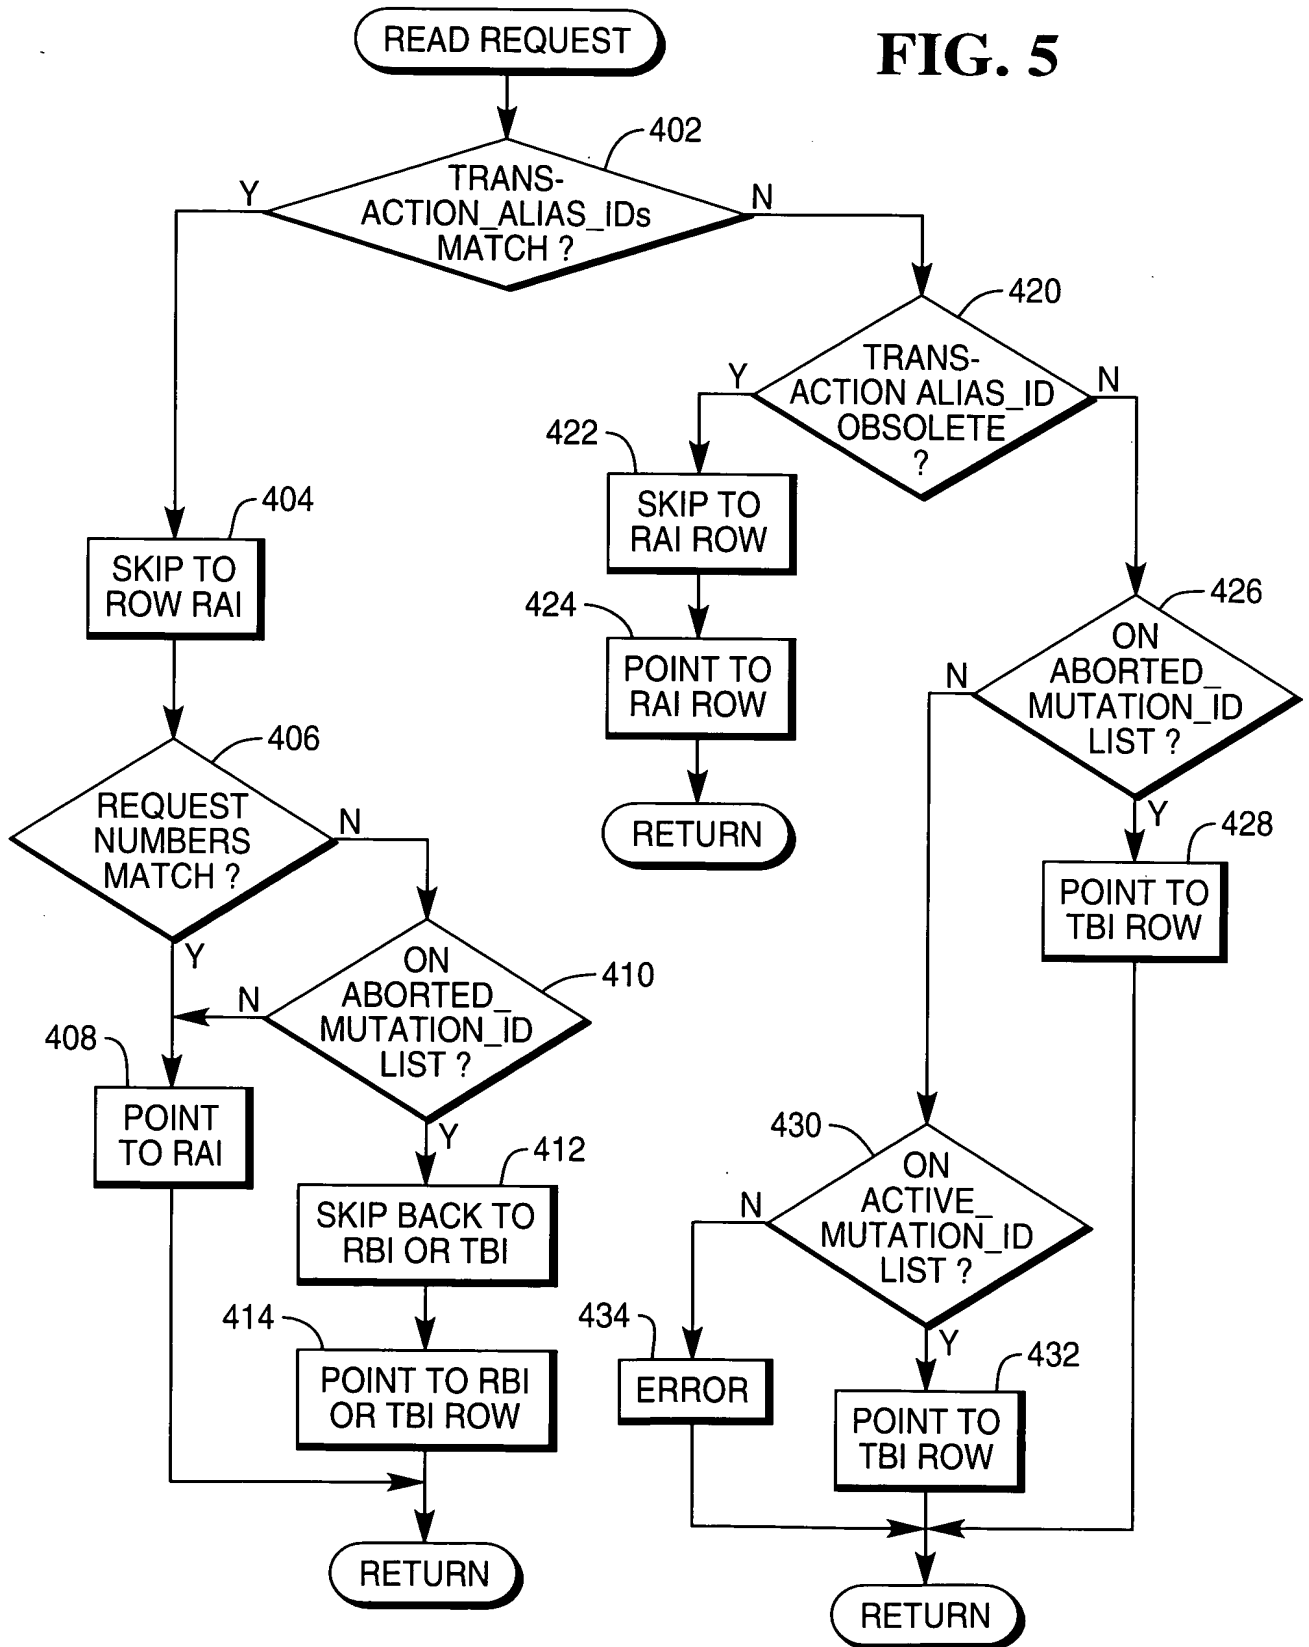 READ REQUEST
FIG. 5
402
TRANS-
ACTION_ALIAS_IDs
MATCH ?
Y
N
420
TRANS-
ACTION ALIAS_ID
OBSOLETE
?
Y
N
422
SKIP TO
RAI ROW
404
SKIP TO
ROW RAI
424
POINT TO
RAI ROW
RETURN
426
ON
ABORTED_
MUTATION_ID
LIST ?
N
Y
428
POINT TO
TBI ROW
406
REQUEST
NUMBERS
MATCH ?
N
Y
410
ON
ABORTED_
MUTATION_ID
LIST ?
N
Y
408
POINT
TO RAI
412
SKIP BACK TO
RBI OR TBI
414
POINT TO RBI
OR TBI ROW
RETURN
430
ON
ACTIVE_
MUTATION_ID
LIST ?
N
Y
434
ERROR
432
POINT TO
TBI ROW
RETURN